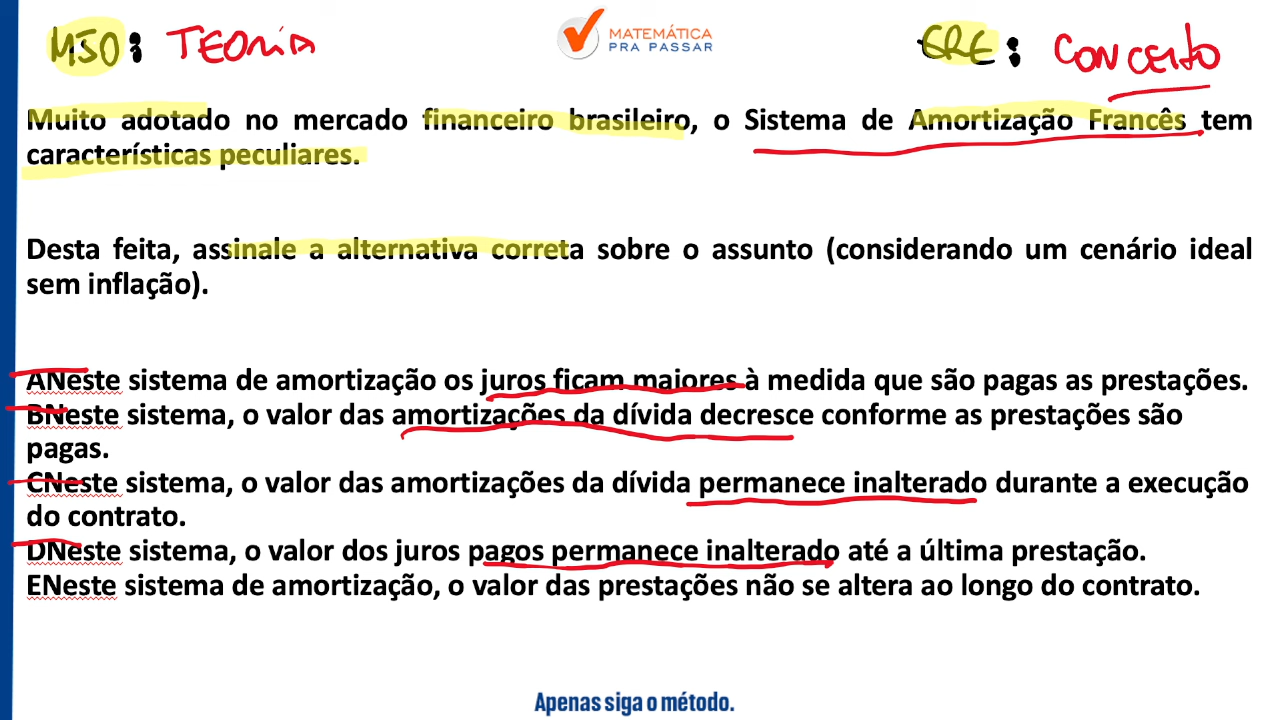 MSO: TEORIA
MATEMÁTICA
PRA PASSAR
CRE: CONCEITO
Muito adotado no mercado financeiro brasileiro, o Sistema de Amortização Francês tem
características peculiares.
Desta feita, assinale a alternativa correta sobre o assunto (considerando um cenário ideal
sem inflação).
ANeste sistema de amortização os juros ficam maiores à medida que são pagas as prestações.
BNeste sistema, o valor das amortizações da dívida decresce conforme as prestações são
pagas.
CNeste sistema, o valor das amortizações da dívida permanece inalterado durante a execução
do contrato.
DNeste sistema, o valor dos juros pagos permanece inalterado até a última prestação.
ENeste sistema de amortização, o valor das prestações não se altera ao longo do contrato.
Apenas siga o método.